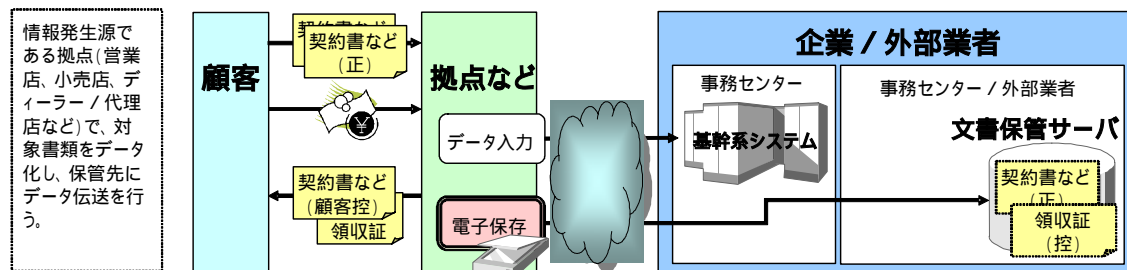 情報発生源で
ある拠点(営業
店、小売店、デ
ィーラー / 代理
店など)で、対
象書類をデータ
化し、保管先に
データ伝送を行
う。
顧客
契約書など
契約書など
(正)
¥
契約書など
(顧客控)
領収証
拠点など
データ入力
電子保存
企業 / 外部業者
事務センター
基幹系システム
事務センター / 外部業者
文書保管サーバ
契約書など
(正)
領収証
(控)